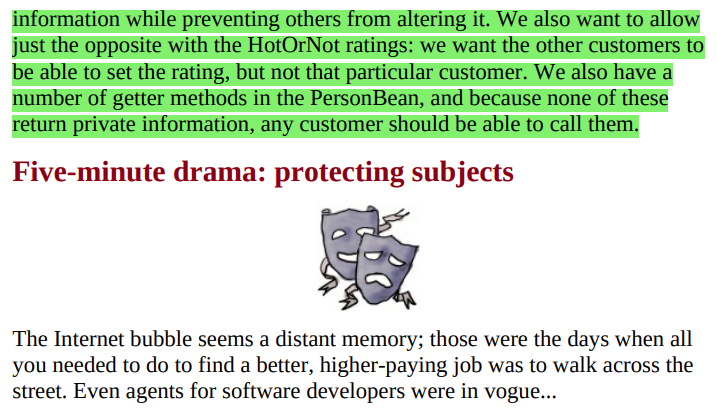 information while preventing others from altering it. We also want to allow
just the opposite with the HotOrNot ratings: we want the other customers to
be able to set the rating, but not that particular customer. We also have a
number of getter methods in the PersonBean, and because none of these
return private information, any customer should be able to call them.
Five-minute drama: protecting subjects
The Internet bubble seems a distant memory; those were the days when all
you needed to do to find a better, higher-paying job was to walk across the
street. Even agents for software developers were in vogue...